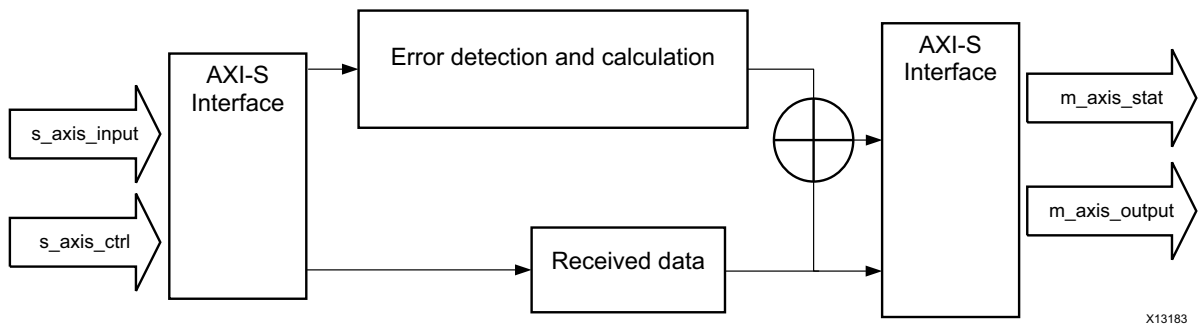 Error detection and calculation
AXI-S
Interface
AXI-S
Interface
s_axis_input
s_axis_ctrl
Received data
m_axis_stat
m_axis_output
X13183